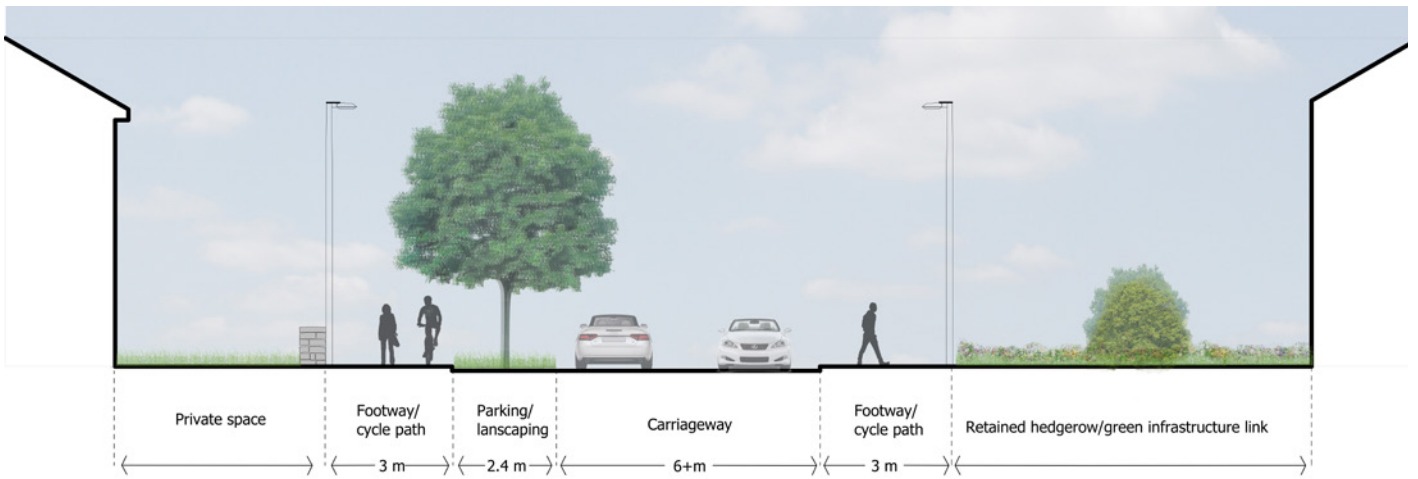 Private space
Footway/
cycle path
Parking/
lanscaping
Carriageway
Footway/
cycle path
Retained hedgerow/green infrastructure link
3 m
2.4 m
6+m
3 m